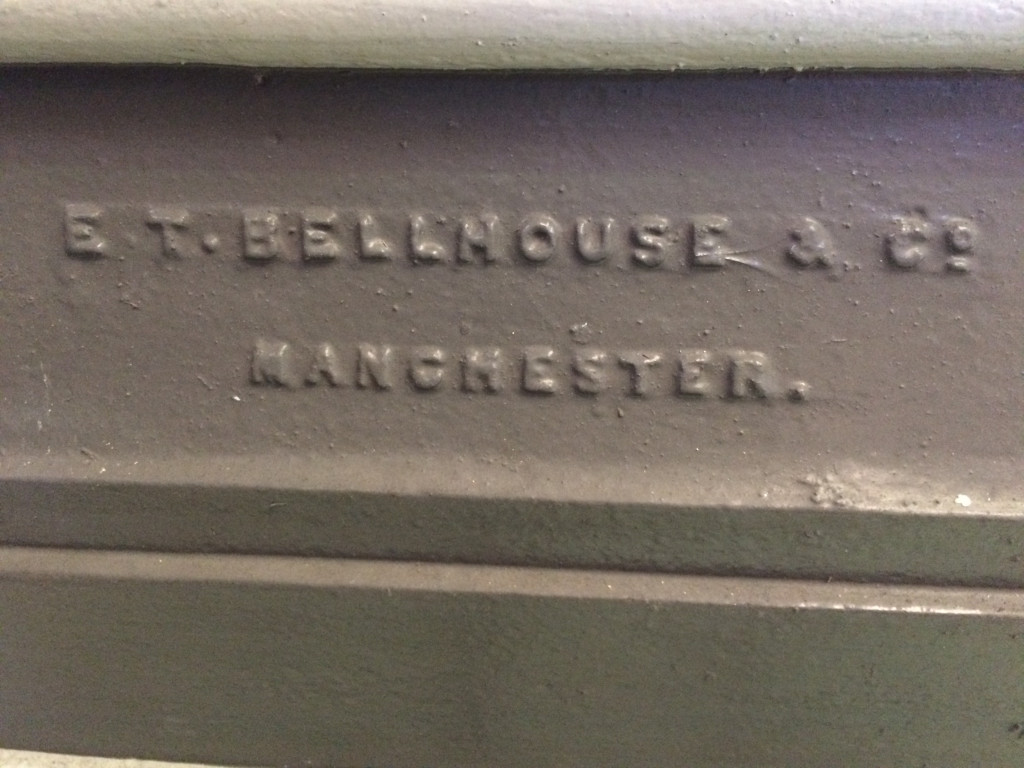 E. T. BELLHOUSE & Cº
MANCHESTER.